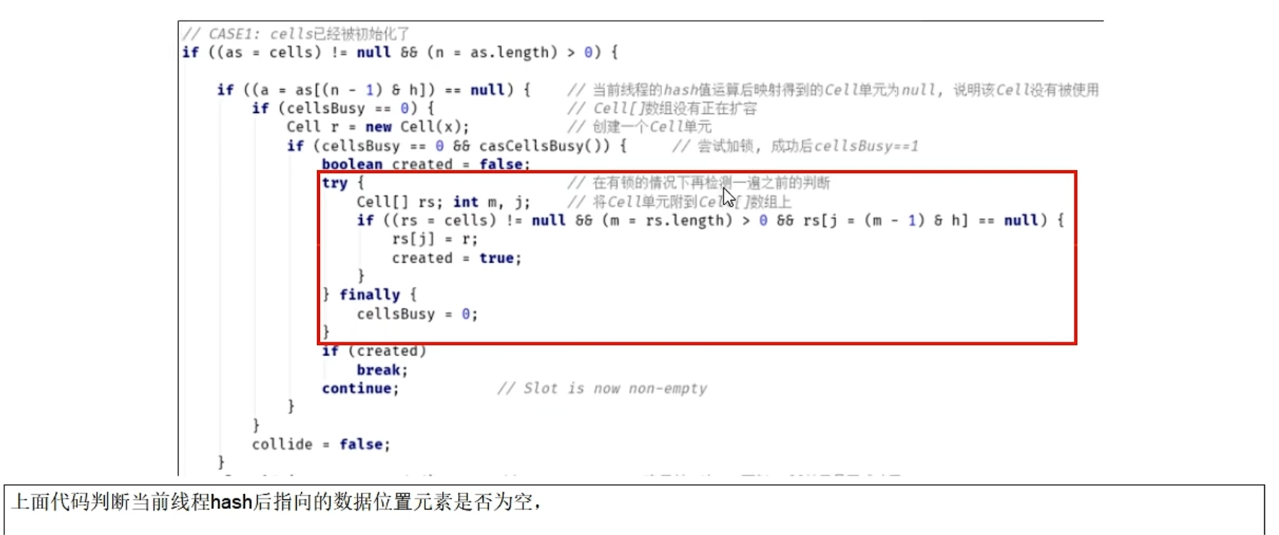 // CASE1: cells已经被初始化了
if ((as = cells) != null && (n = as.length) > 0) {
if ((a = as[(n - 1) & h]) == null) { // 当前线程的hash值运算后映射得到的Cell单元为null, 说明该Cell没有被使用
if (cellsBusy == 0) { // Cell[]数组没有正在扩容
Cell r = new Cell(x); // 创建一个Cell单元
if (cellsBusy == 0 && casCellsBusy()) { // 尝试加锁, 成功后cellsBusy==1
boolean created = false;
try { // 在有锁的情况下再检测一遍之前的判断
Cell[] rs; int m, j; // 将Cell单元附到Cell[]数组上
if ((rs = cells) != null && (m = rs.length) > 0 && rs[j = (m - 1) & h] == null) {
rs[j] = r;
created = true;
}
} finally {
cellsBusy = 0;
}
if (created)
break;
continue; // Slot is now non-empty
}
}
collide = false;
}
上面代码判断当前线程hash后指向的数据位置元素是否为空，